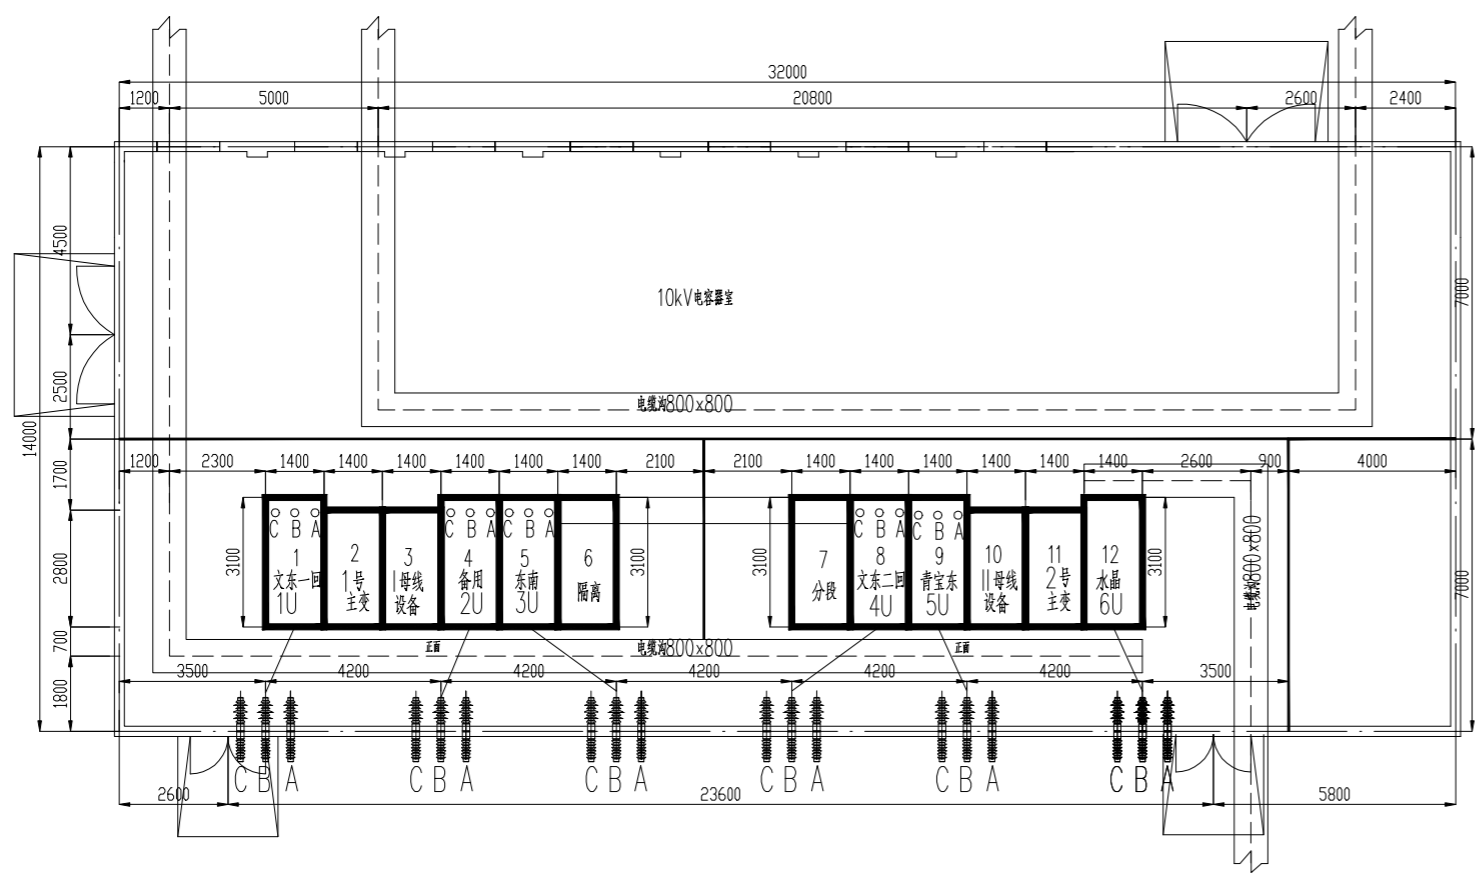 32000
1200 5000 20800 2600 2400
4500
7000
10kV电容器室
2500
14000
电缆沟800x800
1200 2300 1400 1400 1400 1400 1400 1400 2100 2100 1400 1400 1400 1400 1400 1400 2600 900 4000
1700
C B A
C B A
C B A
C B A
C B A
3100
3100
3100
3100
2800
1
文东一回
1U
2
1号
主变
3
I母线
设备
4
备用
2U
5
东南
3U
6
隔离
7
分段
8
文东二回
4U
9
青宝东
5U
10
II母线
设备
11
2号
主变
12
水晶
6U
电缆沟800x800
7000
700
正面
电缆沟800x800
正面
3500 4200 4200 4200 4200 4200 3500
1800
C B A C B A C B A C B A C B A C B A
2600 23600 5800